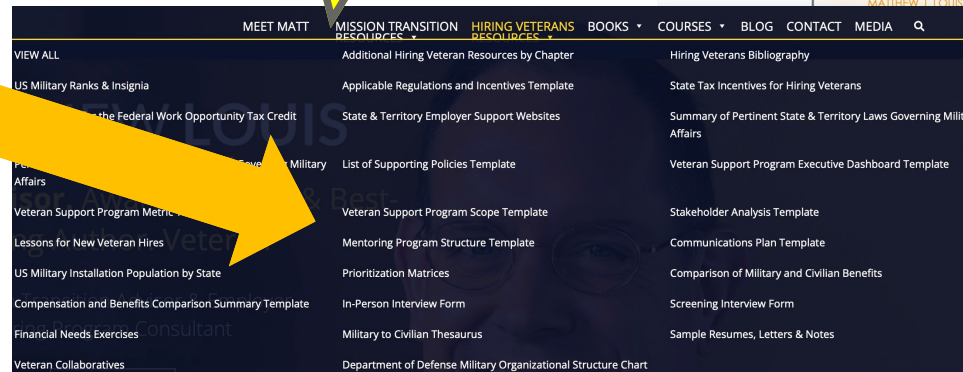 MATTHEW J LOUIS
MEET MATT MISSION TRANSITION RESOURCES HIRING VETERANS RESOURCES BOOKS COURSES BLOG CONTACT MEDIA
VIEW ALL Additional Hiring Veteran Resources by Chapter Hiring Veterans Bibliography
US Military Ranks & Insignia Applicable Regulations and Incentives Template State Tax Incentives for Hiring Veterans
the Federal Work Opportunity Tax Credit State & Territory Employer Support Websites Summary of Pertinent State & Territory Laws Governing
Affairs
Military List of Supporting Policies Template Veteran Support Program Executive Dashboard Template
Affairs
Veteran Support Program Metric Veteran Support Program Scope Template Stakeholder Analysis Template
Lessons for New Veteran Hires Mentoring Program Structure Template Communications Plan Template
US Military Installation Population by State Prioritization Matrices Comparison of Military and Civilian Benefits
Compensation and Benefits Comparison Summary Template In-Person Interview Form Screening Interview Form
Financial Needs Exercises Military to Civilian Thesaurus Sample Resumes, Letters & Notes
Consultant
Veteran Collaboratives Department of Defense Military Organizational Structure Chart